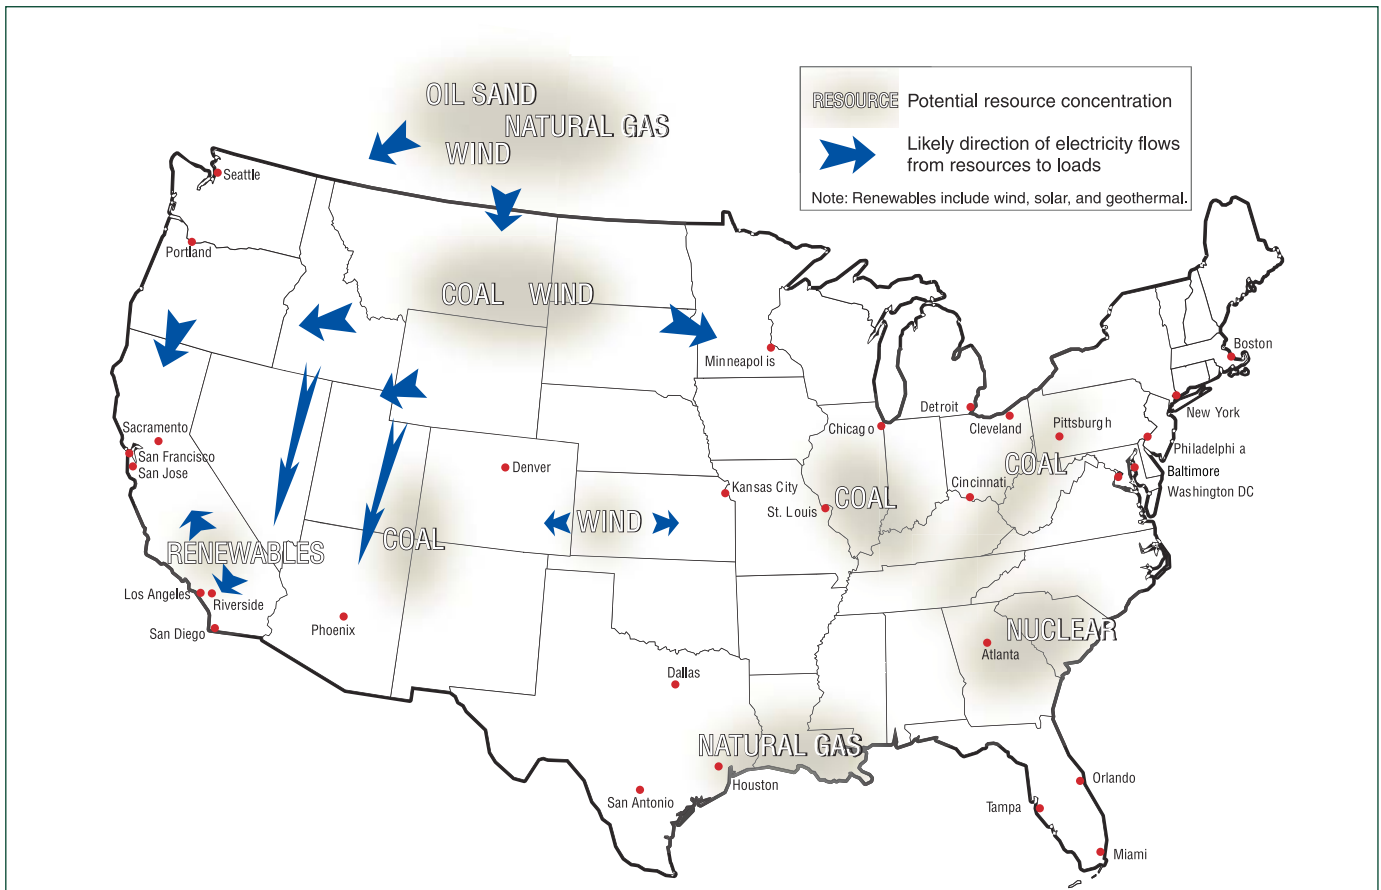 OIL SAND
NATURAL GAS
WIND
RESOURCE Potential resource concentration
Likely direction of electricity flows
from resources to loads
Note: Renewables include wind, solar, and geothermal.
Seattle
Portland
COAL WIND
Minneapol is
Boston
Detroit
Cleveland
Pittsburg h
New York
Chicag o
Philadelphi a
Sacramento
San Francisco
San Jose
Denver
COAL
Baltimore
Washington DC
Kansas City
St. Louis
COAL
Cincinnati
WIND
COAL
RENEWABLES
Los Angeles
Riverside
San Diego
Phoenix
NUCLEAR
Atlanta
Dallas
NATURAL GAS
Houston
San Antonio
Orlando
Tampa
Miami